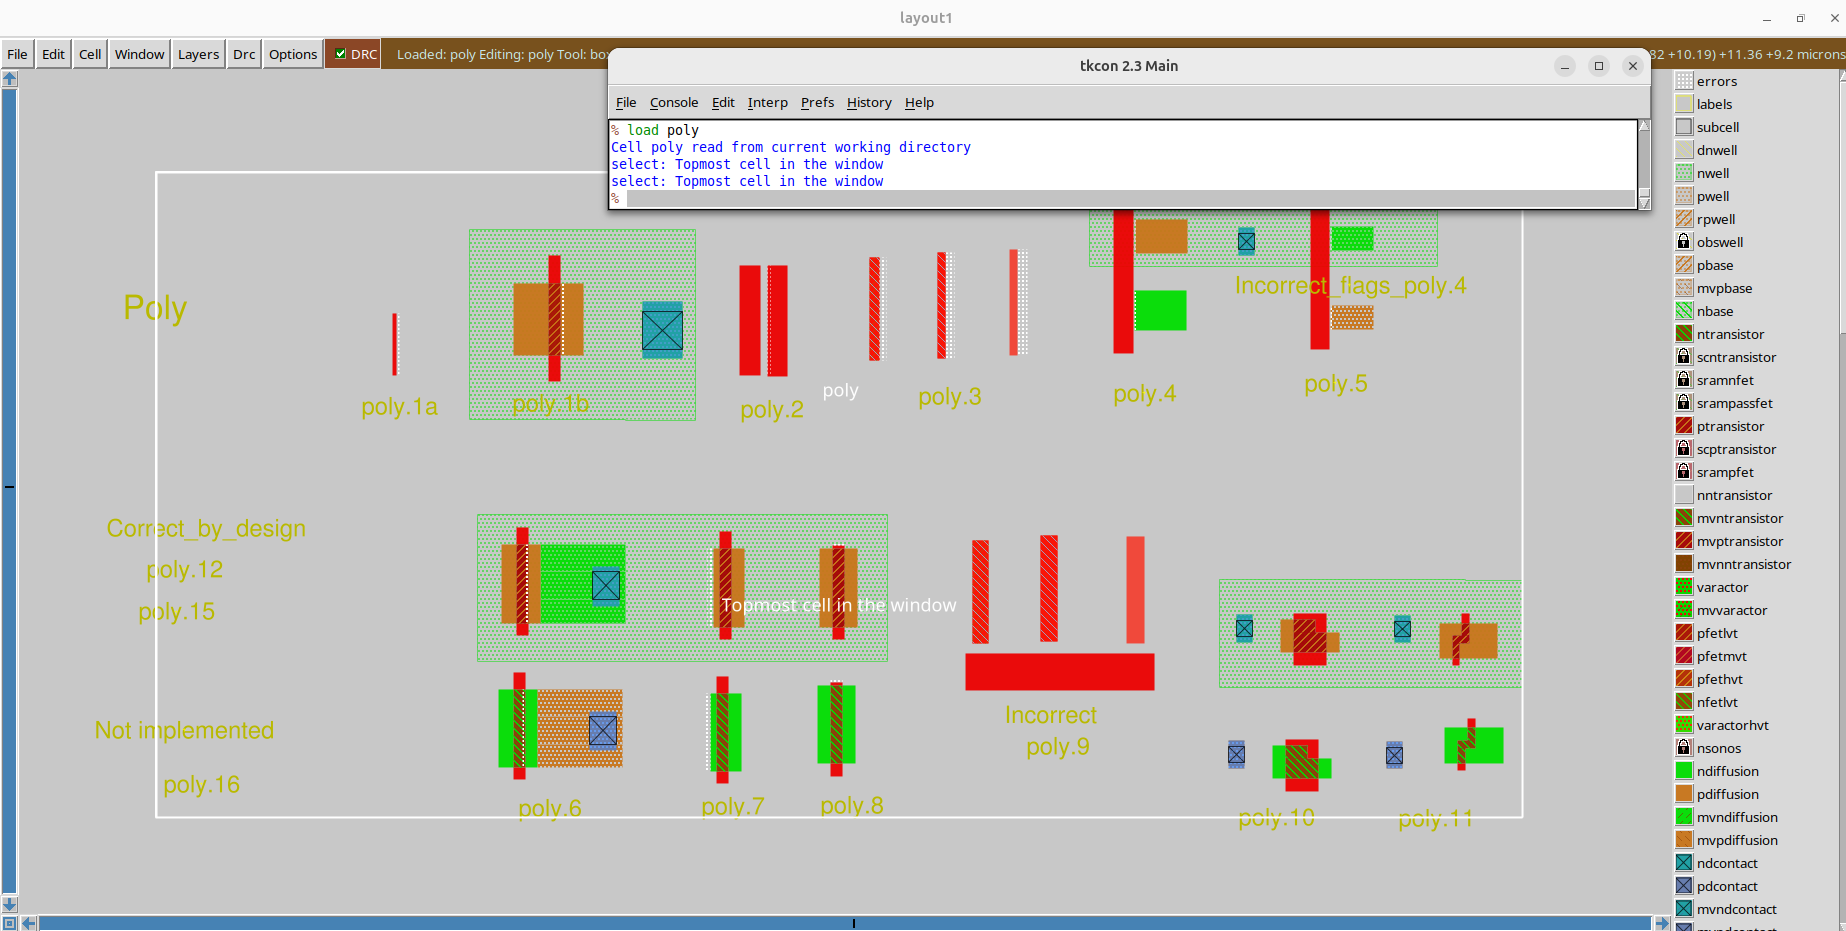 layout1
File Edit Cell Window Layers Drc Options DRC Loaded: poly Editing: poly Tool: +10.19) +11.36 +9.2 microns
tkcon 2.3 Main
File Console Edit Interp Prefs History Help
% load poly
Cell poly read from current working directory
select: Topmost cell in the window
select: Topmost cell in the window
%
Poly
poly.1a
poly.1b
poly.2
poly
poly.3
poly.4
Incorrect_flags_poly.4
poly.5
Correct_by_design
poly.12
poly.15
Topmost cell in the window
Not implemented
poly.16
poly.6
poly.7
poly.8
Incorrect
poly.9
poly.10
poly.11
errors
labels
subcell
dnwell
nwell
pwell
rpwell
obswell
pbase
mvpbase
nbase
ntransistor
scntransistor
sramnfet
srampassfet
ptransistor
scptransistor
srampfet
nntransistor
mvntransistor
mvptransistor
mvnntransistor
varactor
mvvaractor
pfetlvt
pfetmvt
pfethvt
nfetlvt
varactorhvt
nsonos
ndiffusion
pdiffusion
mvndiffusion
mvpdiffusion
ndcontact
pdcontact
mvndcontact